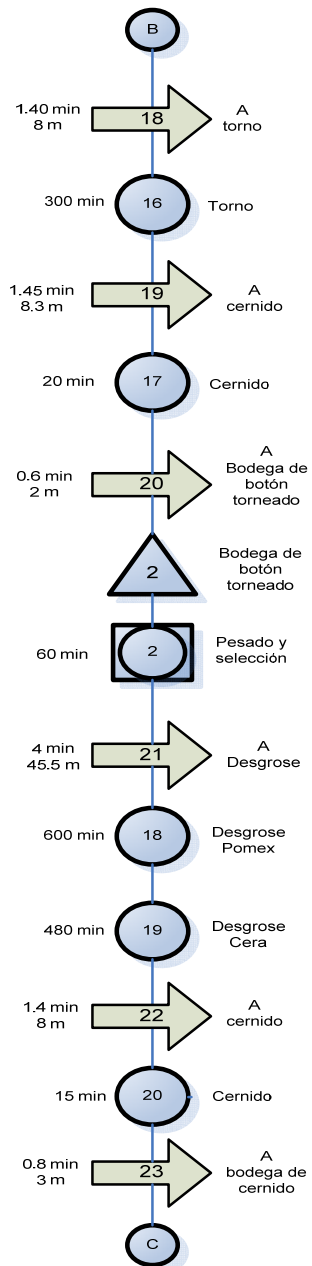 B
1.40 min
8 m
18
A
torno
300 min
16
Torno
1.45 min
8.3 m
19
A
cernido
20 min
17
Cernido
0.6 min
2 m
20
A
Bodega de
botón
torneado
2
Bodega de
botón
torneado
60 min
2
Pesado y
selección
4 min
45.5 m
21
A
Desgrose
600 min
18
Desgrose
Pomex
480 min
19
Desgrose
Cera
1.4 min
8 m
22
A
cernido
15 min
20
Cernido
0.8 min
3 m
23
A
bodega de
cernido
C